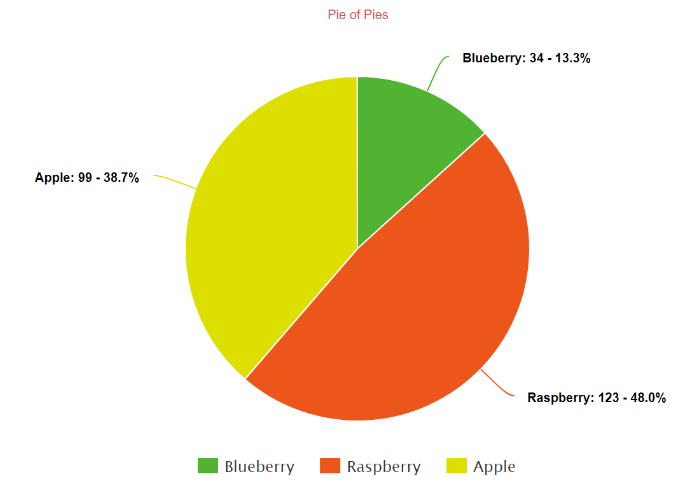 Pie of Pies
Blueberry: 34 - 13.3%
Apple: 99 - 38.7%
Raspberry: 123 - 48.0%
Blueberry Raspberry Apple